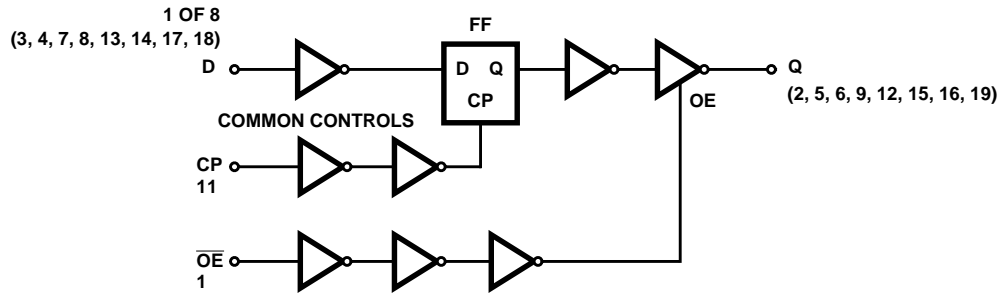 1 OF 8
(3, 4, 7, 8, 13, 14, 17, 18)
D
FF
D Q
CP
Q
(2, 5, 6, 9, 12, 15, 16, 19)
OE
COMMON CONTROLS
CP
11
O̅E̅
1